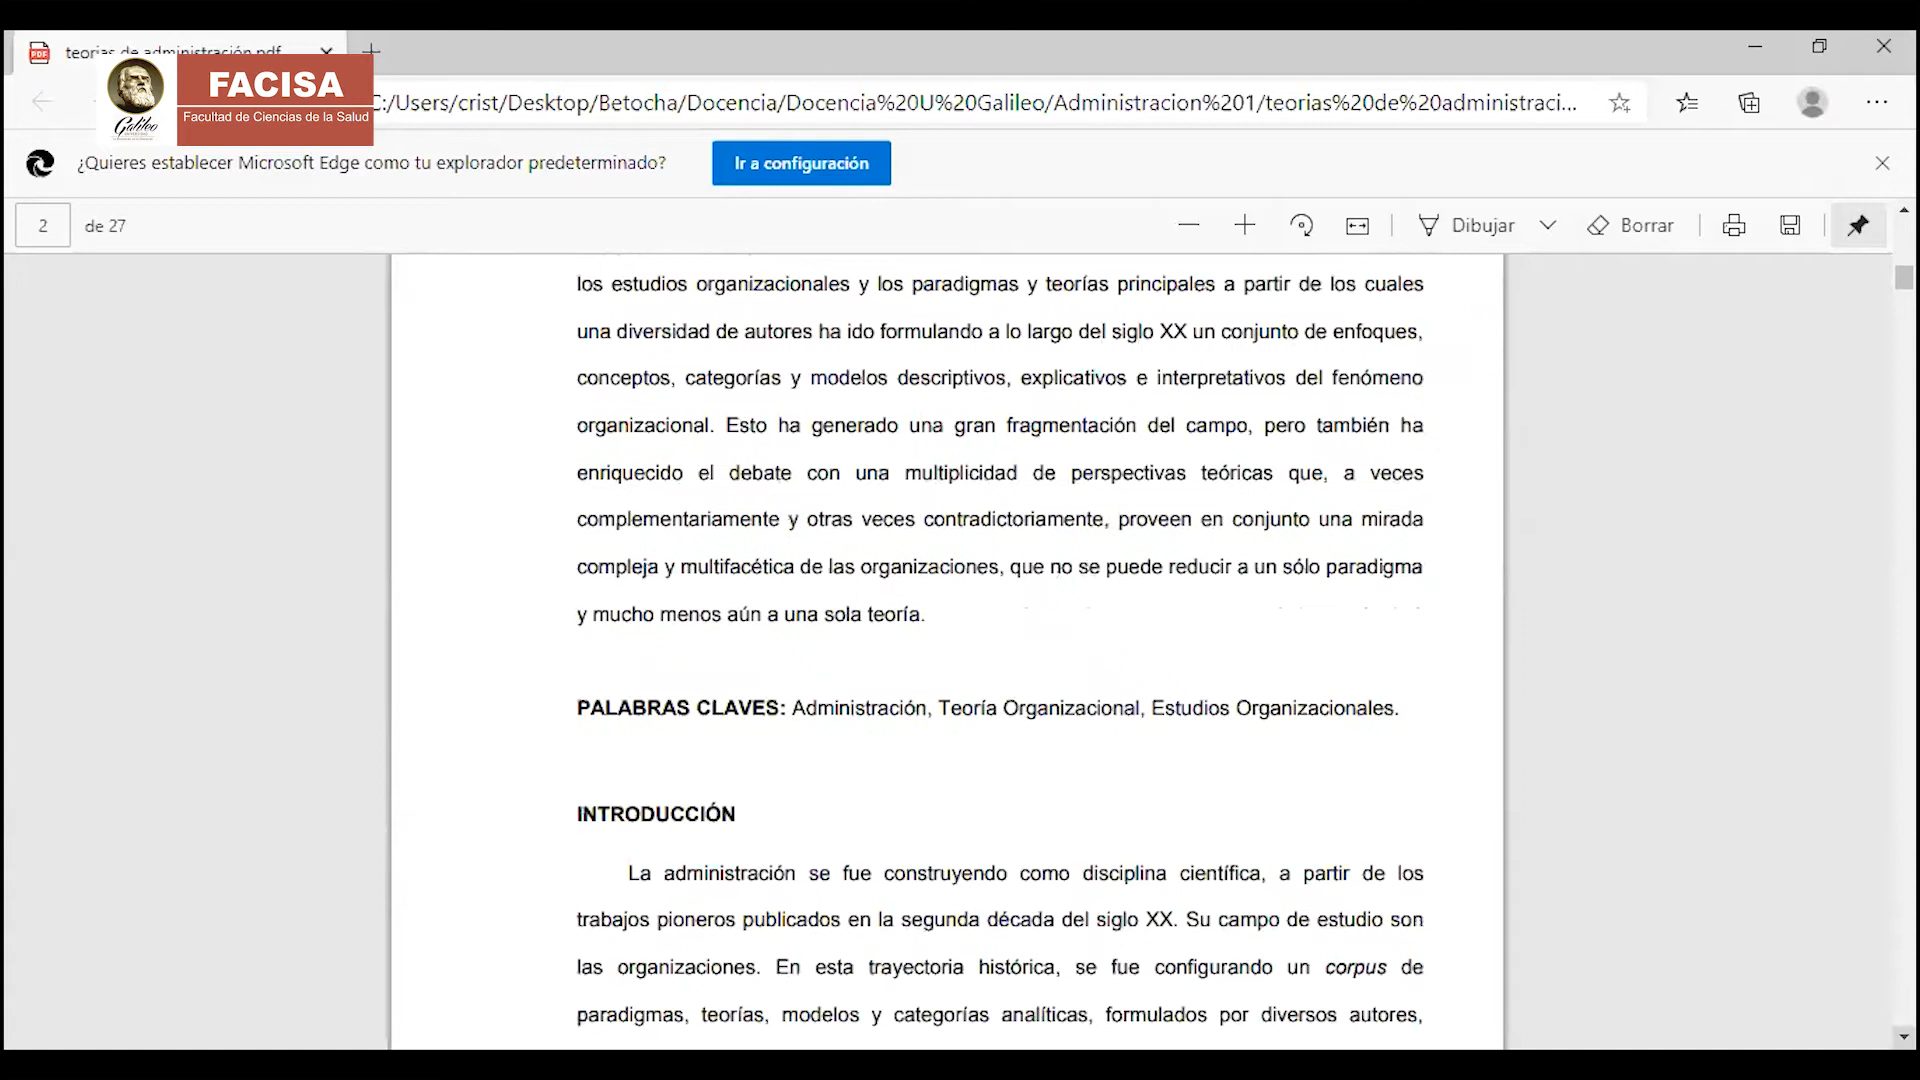 teorias de administración.pdf
FACISA
Facultad de Ciencias de la Salud
Galileo
C:/Users/crist/Desktop/Betocha/Docencia/Docencia%20U%20Galileo/Administracion%201/teorias%20de%20administraci...
¿Quieres establecer Microsoft Edge como tu explorador predeterminado?
Ir a configuración
2 de 27
Dibujar
Borrar
los estudios organizacionales y los paradigmas y teorías principales a partir de los cuales
una diversidad de autores ha ido formulando a lo largo del siglo XX un conjunto de enfoques,
conceptos, categorías y modelos descriptivos, explicativos e interpretativos del fenómeno
organizacional. Esto ha generado una gran fragmentación del campo, pero también ha
enriquecido el debate con una multiplicidad de perspectivas teóricas que, a veces
complementariamente y otras veces contradictoriamente, proveen en conjunto una mirada
compleja y multifacética de las organizaciones, que no se puede reducir a un sólo paradigma
y mucho menos aún a una sola teoría.
PALABRAS CLAVES: Administración, Teoría Organizacional, Estudios Organizacionales.
INTRODUCCIÓN
La administración se fue construyendo como disciplina científica, a partir de los
trabajos pioneros publicados en la segunda década del siglo XX. Su campo de estudio son
las organizaciones. En esta trayectoria histórica, se fue configurando un corpus de
paradigmas, teorías, modelos y categorías analíticas, formulados por diversos autores,